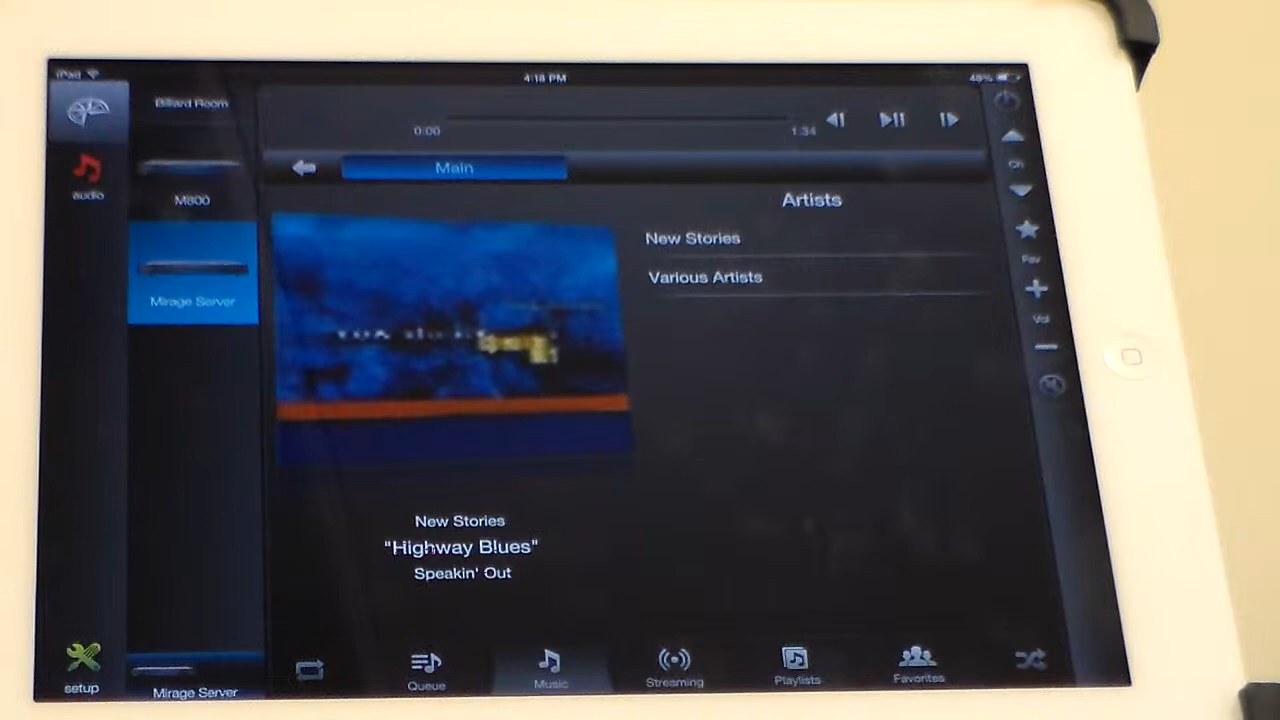 iPad
4:18 PM
48%
Billiard Room
audio
M800
Mirage Server
0:00
1:34
Main
Artists
New Stories
Various Artists
New Stories
"Highway Blues"
Speakin' Out
Ch
Fav
Vol
setup
Mirage Server
Queue
Music
Streaming
Playlists
Favorites